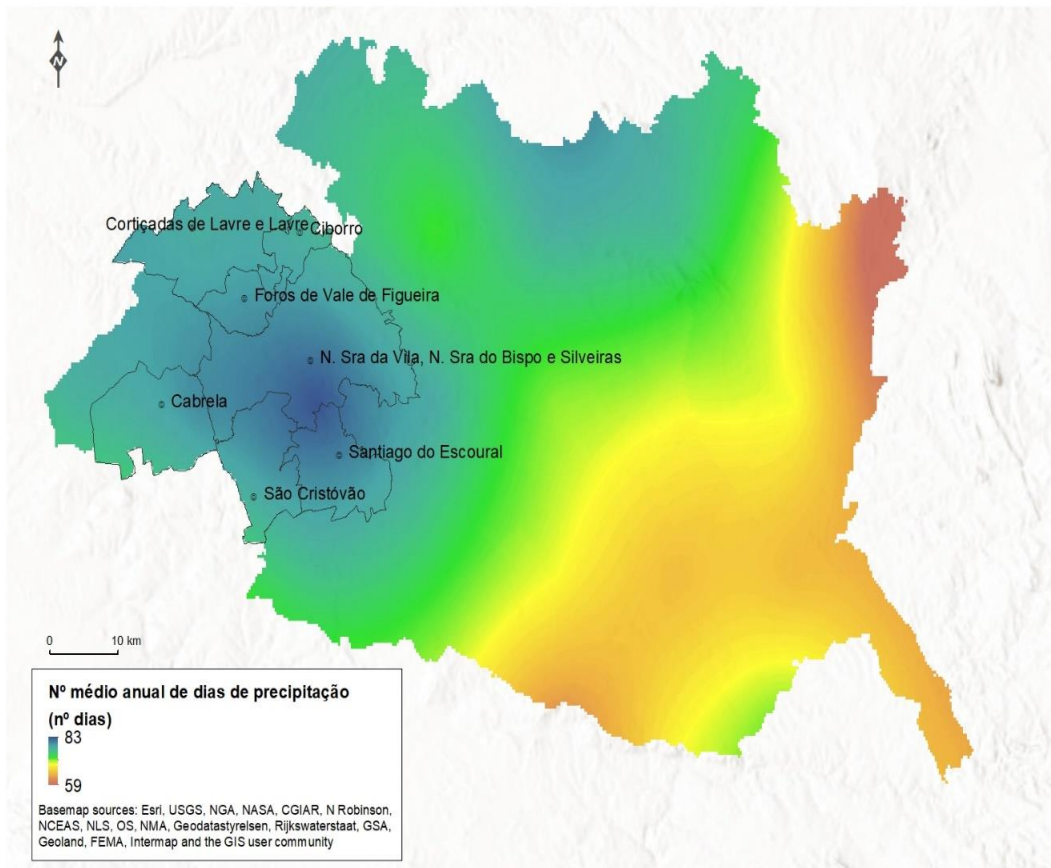 N
Cortiçadas de Lavre e Lavre
Ciborro
Foros de Vale de Figueira
N. Sra da Vila, N. Sra do Bispo e Silveiras
Cabrela
Santiago do Escoural
São Cristóvão
0 10 km
Nº médio anual de dias de precipitação
(nº dias)
83
59
Basemap sources: Esri, USGS, NGA, NASA, CGIAR, N Robinson,
NCEAS, NLS, OS, NMA, Geodatastyrelsen, Rijkswaterstaat, GSA,
Geoland, FEMA, Intermap and the GIS user community